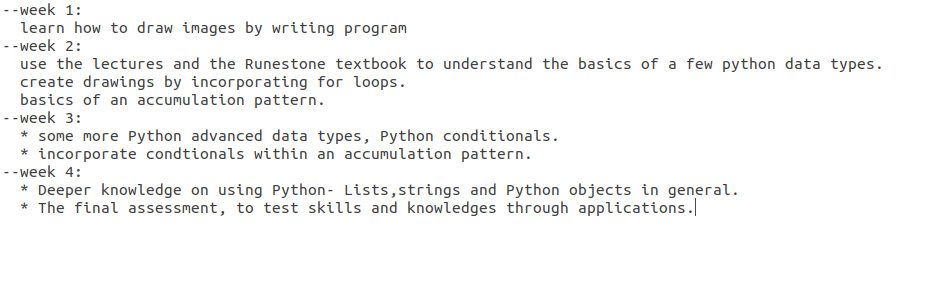 --week 1:
  learn how to draw images by writing program
--week 2:
  use the lectures and the Runestone textbook to understand the basics of a few python data types.
  create drawings by incorporating for loops.
  basics of an accumulation pattern.
--week 3:
  * some more Python advanced data types, Python conditionals.
  * incorporate condtionals within an accumulation pattern.
--week 4:
  * Deeper knowledge on using Python- Lists,strings and Python objects in general.
  * The final assessment, to test skills and knowledges through applications.